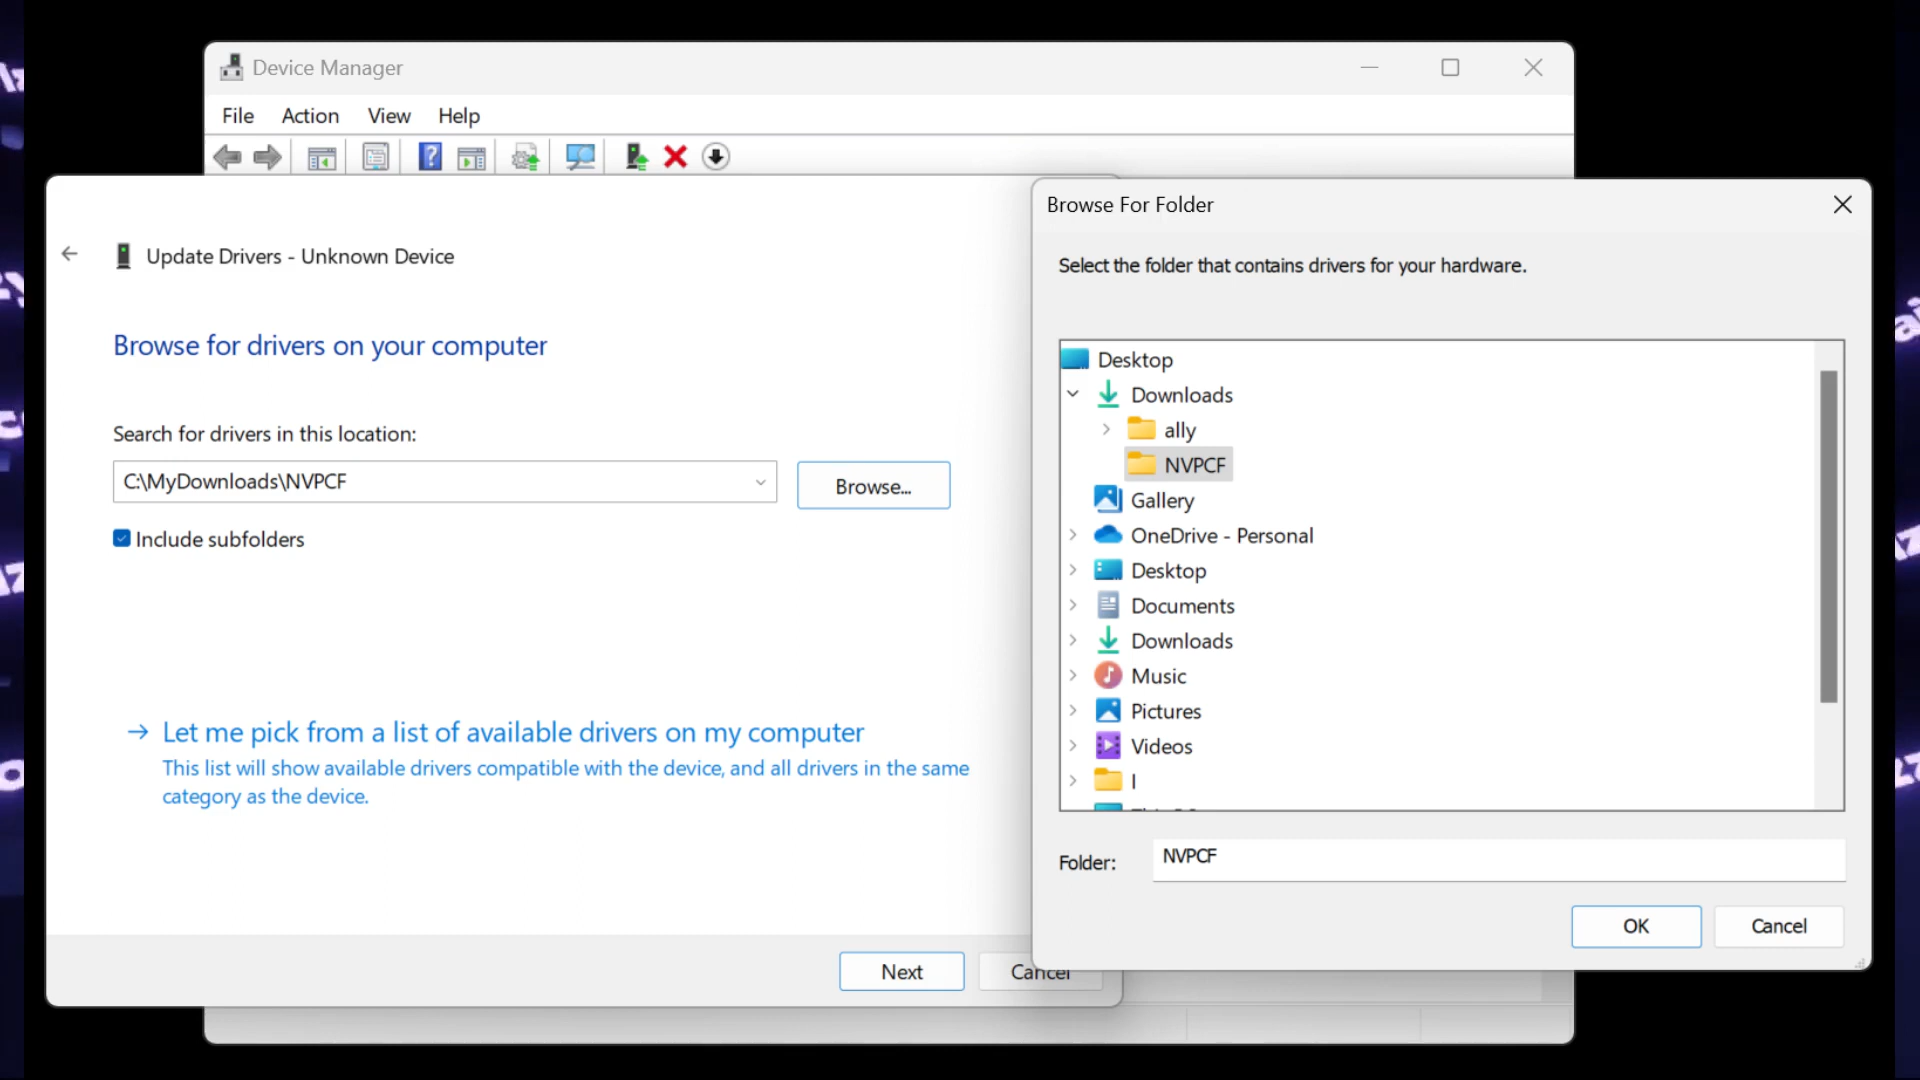 Device Manager
File Action View Help
Update Drivers - Unknown Device
Browse for drivers on your computer
Search for drivers in this location:
C:\MyDownloads\NVPCF
Browse...
Include subfolders
Let me pick from a list of available drivers on my computer
This list will show available drivers compatible with the device, and all drivers in the same
category as the device.
Next
Cancel
Browse For Folder
Select the folder that contains drivers for your hardware.
Desktop
Downloads
ally
NVPCF
Gallery
OneDrive - Personal
Desktop
Documents
Downloads
Music
Pictures
Videos
Folder:
NVPCF
OK
Cancel